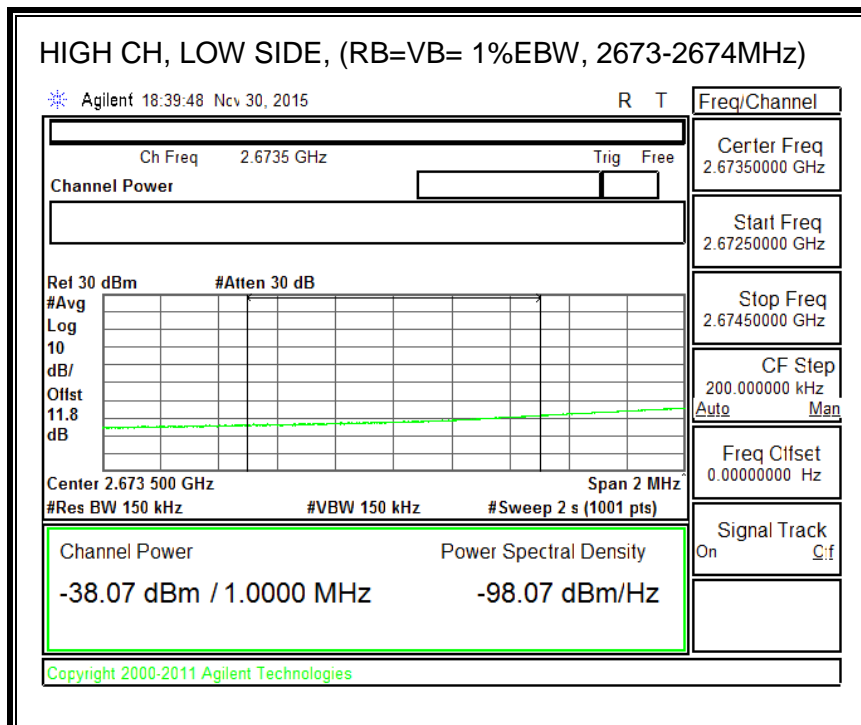 HIGH CH, LOW SIDE, (RB=VB= 1%EBW, 2673-2674MHz)
Agilent 18:39:48 Nov 30, 2015 R T
Ch Freq 2.6735 GHz Trig Free
Channel Power
Ref 30 dBm #Atten 30 dB
#Avg
Log
10
dB/
Offst
11.8
dB
Center 2.673 500 GHz Span 2 MHz^
#Res BW 150 kHz #VBW 150 kHz #Sweep 2 s (1001 pts)
Channel Power Power Spectral Density
-38.07 dBm / 1.0000 MHz -98.07 dBm/Hz
Copyright 2000-2011 Agilent Technologies
Freq/Channel
Center Freq
2.67350000 GHz
Start Freq
2.67250000 GHz
Stop Freq
2.67450000 GHz
CF Step
200.000000 kHz
Auto Man
Freq Offset
0.00000000 Hz
Signal Track
On Off